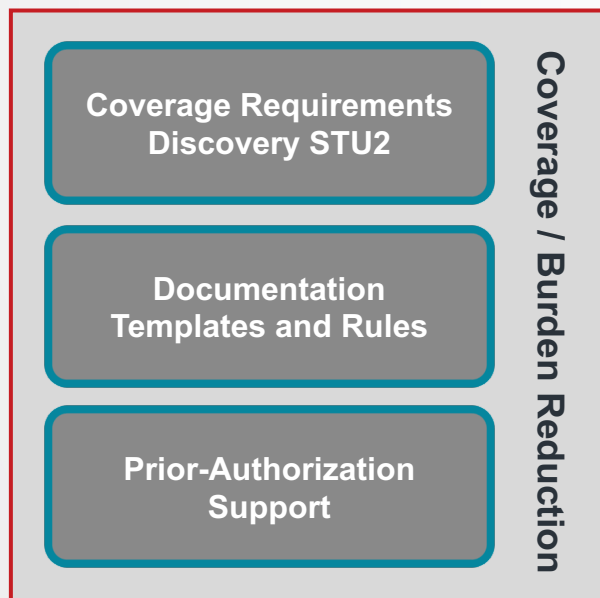 Coverage Requirements
Discovery STU2
Documentation
Templates and Rules
Prior-Authorization
Support
Coverage / Burden Reduction